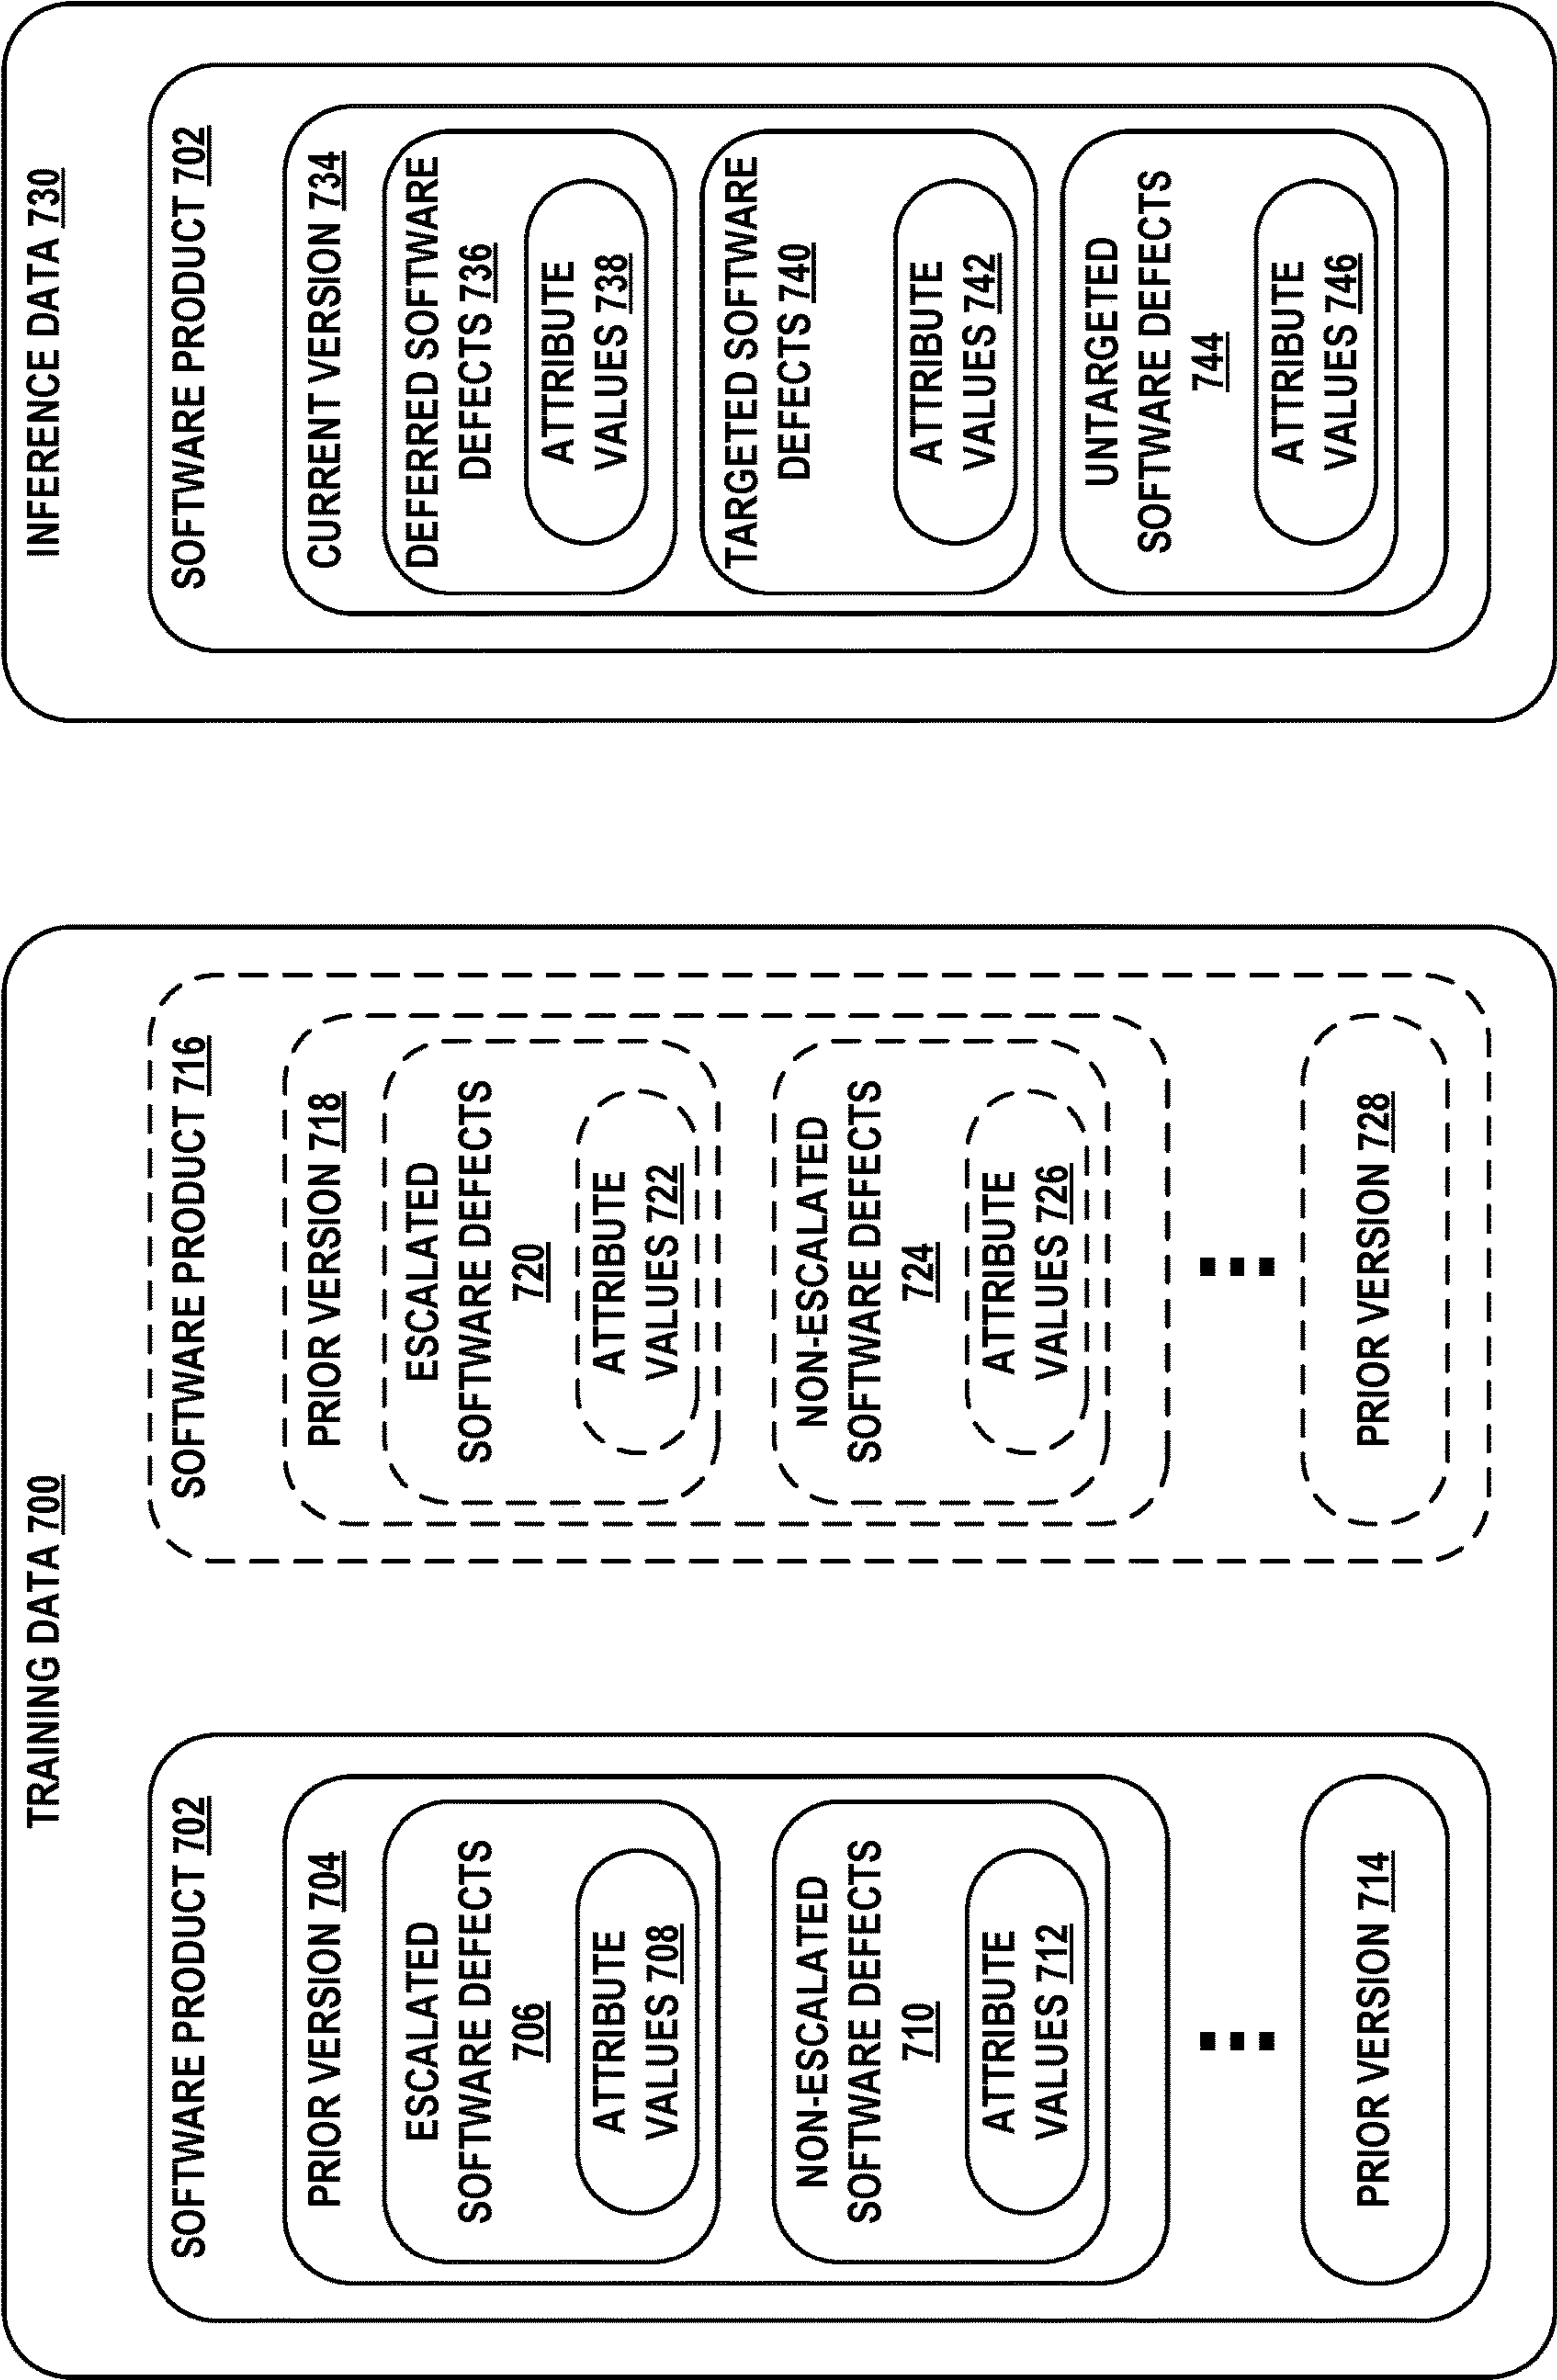 TRAINING DATA 700
SOFTWARE PRODUCT 702
PRIOR VERSION 704
ESCALATED
SOFTWARE DEFECTS
706
ATTRIBUTE
VALUES 708
NON-ESCALATED
SOFTWARE DEFECTS
710
ATTRIBUTE
VALUES 712
PRIOR VERSION 714
SOFTWARE PRODUCT 716
PRIOR VERSION 718
ESCALATED
SOFTWARE DEFECTS
720
ATTRIBUTE
VALUES 722
NON-ESCALATED
SOFTWARE DEFECTS
724
ATTRIBUTE
VALUES 726
PRIOR VERSION 728
INFERENCE DATA 730
SOFTWARE PRODUCT 702
CURRENT VERSION 734
DEFERRED SOFTWARE
DEFECTS 736
ATTRIBUTE
VALUES 738
TARGETED SOFTWARE
DEFECTS 740
ATTRIBUTE
VALUES 742
UNTARGETED
SOFTWARE DEFECTS
744
ATTRIBUTE
VALUES 746